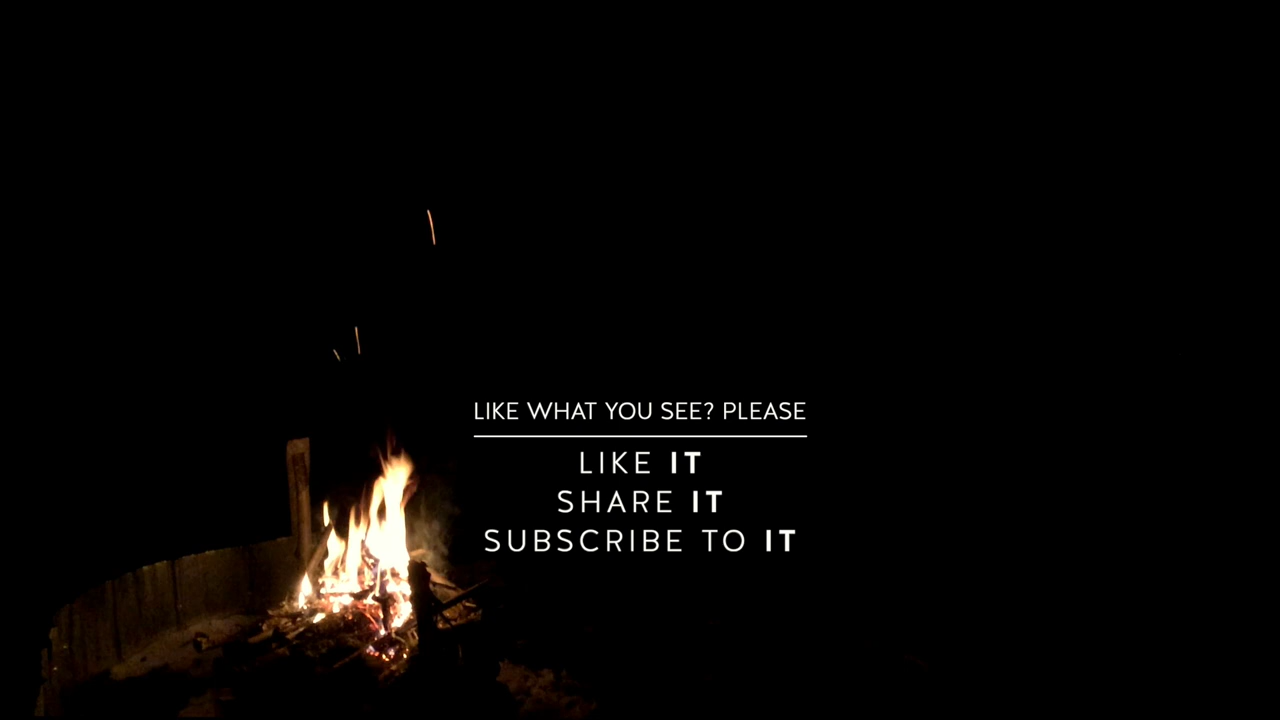 LIKE WHAT YOU SEE? PLEASE
LIKE IT
SHARE IT
SUBSCRIBE TO IT